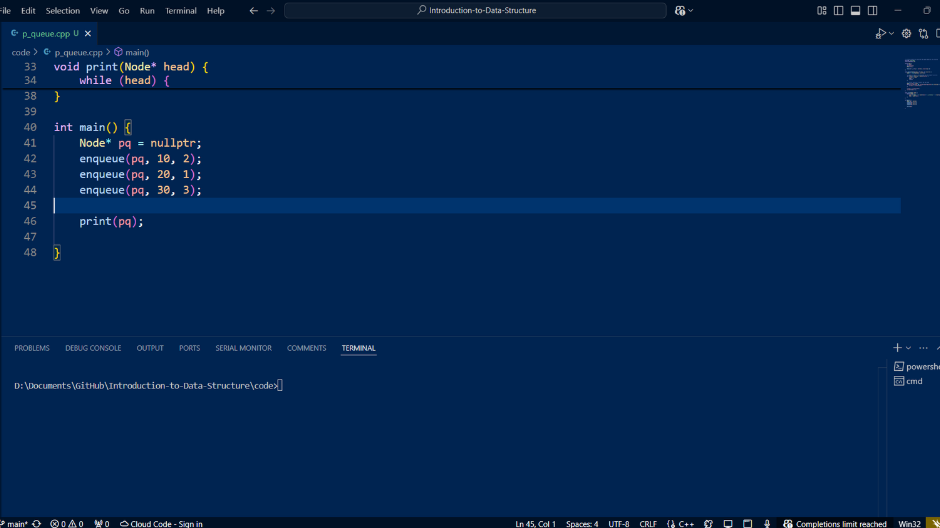 File Edit Selection View Go Run Terminal Help Introduction-to-Data-Structure
p_queue.cpp U
code > p_queue.cpp > main()
33 void print(Node* head) {
34 while (head) {
38 }
39
40 int main() {
41 Node* pq = nullptr;
42 enqueue(pq, 10, 2);
43 enqueue(pq, 20, 1);
44 enqueue(pq, 30, 3);
45
46 print(pq);
47
48 }
PROBLEMS DEBUG CONSOLE OUTPUT PORTS SERIAL MONITOR COMMENTS TERMINAL
powershe
D:\Documents\GitHub\Introduction-to-Data-Structure\code>
cmd
main* 0 0 0 Cloud Code - Sign in Ln 45, Col 1 Spaces: 4 UTF-8 CRLF {} C++ Completions limit reached Win32